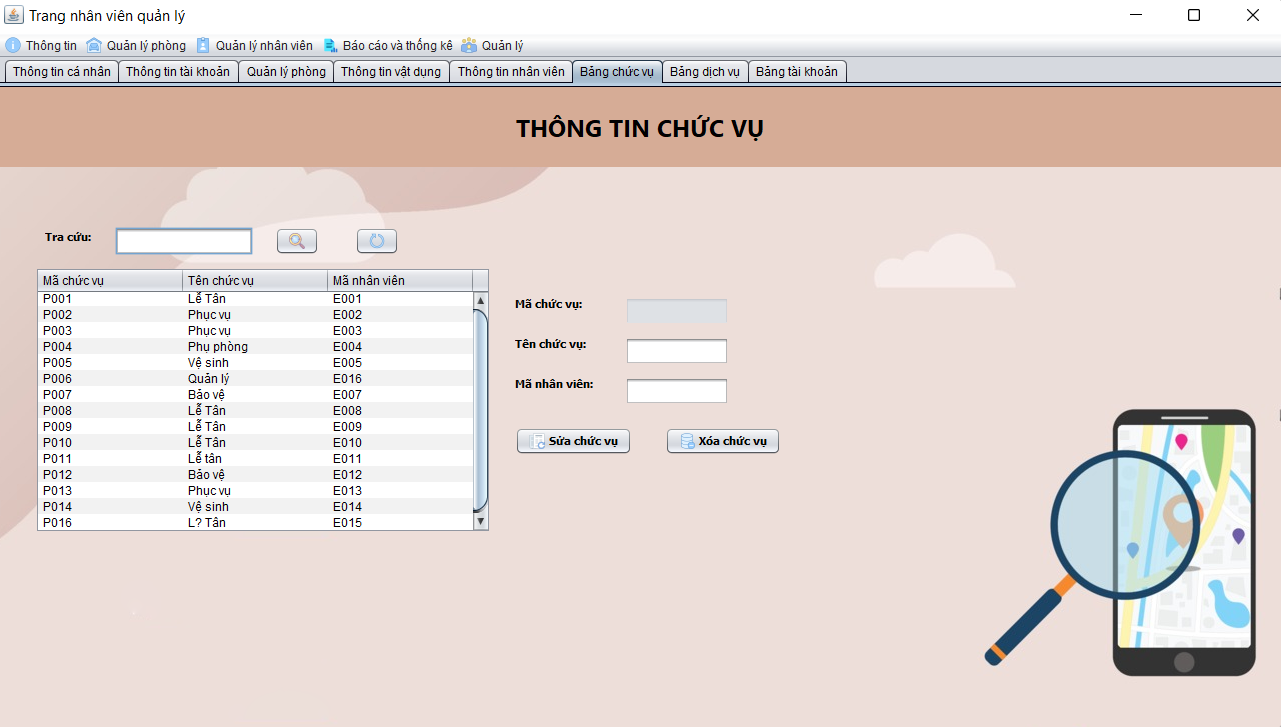 Trang nhân viên quản lý
Thông tin Quản lý phòng Quản lý nhân viên Báo cáo và thống kê Quản lý
Thông tin cá nhân Thông tin tài khoản Quản lý phòng Thông tin vật dụng Thông tin nhân viên Bảng chức vụ Bảng dịch vụ Bảng tài khoản
THÔNG TIN CHỨC VỤ
Tra cứu:
Mã chức vụ Tên chức vụ Mã nhân viên
P001 Lễ Tân E001
P002 Phục vụ E002
P003 Phục vụ E003
P004 Phụ phòng E004
P005 Vệ sinh E005
P006 Quản lý E016
P007 Bảo vệ E007
P008 Lễ Tân E008
P009 Lễ Tân E009
P010 Lễ Tân E010
P011 Lễ tân E011
P012 Bảo vệ E012
P013 Phục vụ E013
P014 Vệ sinh E014
P016 L? Tân E015
Mã chức vụ:
Tên chức vụ:
Mã nhân viên:
Sửa chức vụ Xóa chức vụ